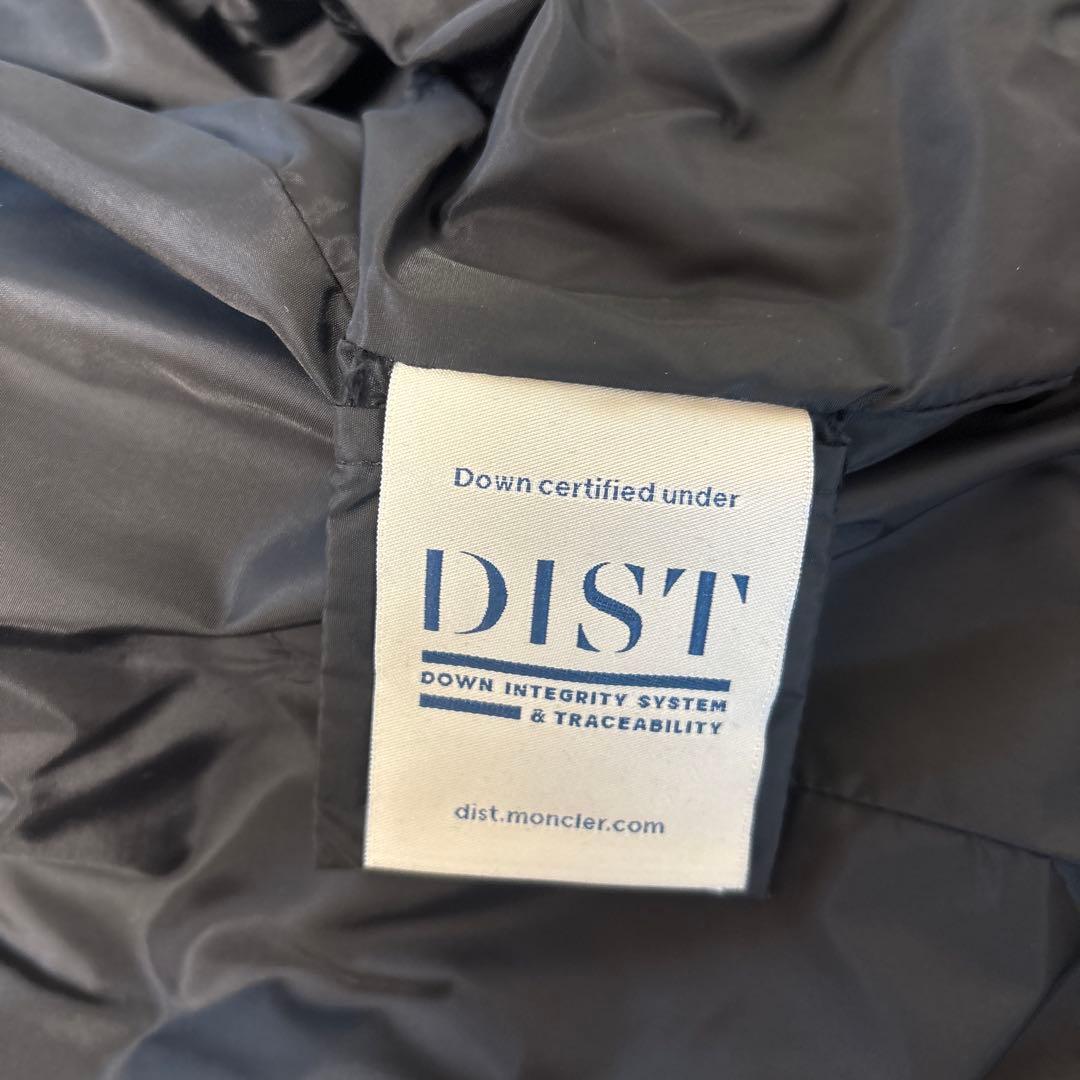 Down certified under
DIST
DOWN INTEGRITY SYSTEM
& TRACEABILITY
dist.moncler.com